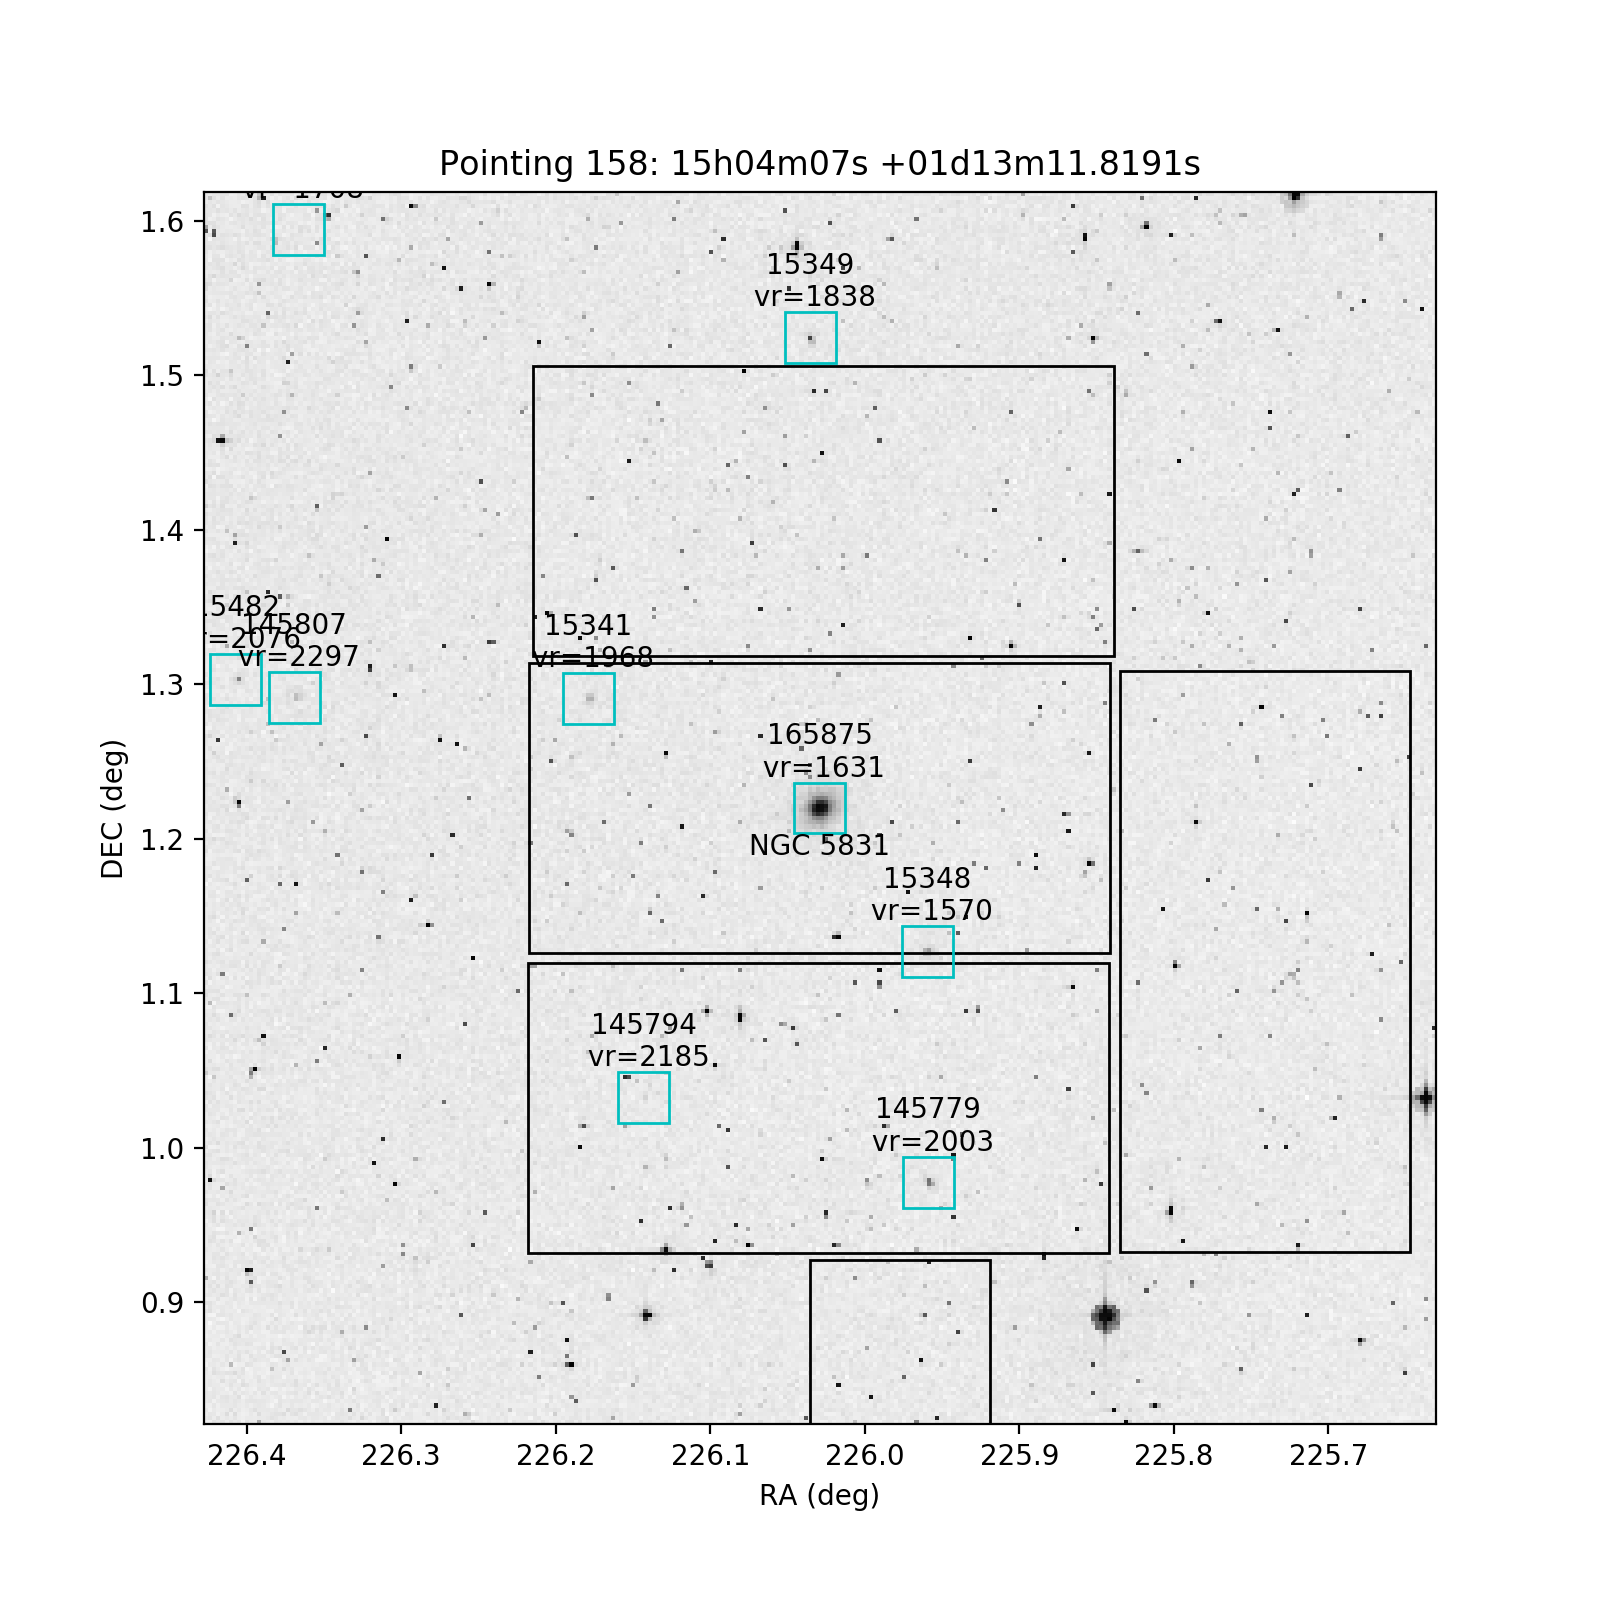 Pointing 158: 15h04m07s +01d13m11.8191s
15349
vr=1838
15482
vr=2076
145807
vr=2297
15341
vr=1968
165875
vr=1631
NGC 5831
15348
vr=1570
145794
vr=2185
145779
vr=2003
1.6
1.5
1.4
1.3
1.2
1.1
1.0
0.9
DEC (deg)
226.4 226.3 226.2 226.1 226.0 225.9 225.8 225.7
RA (deg)